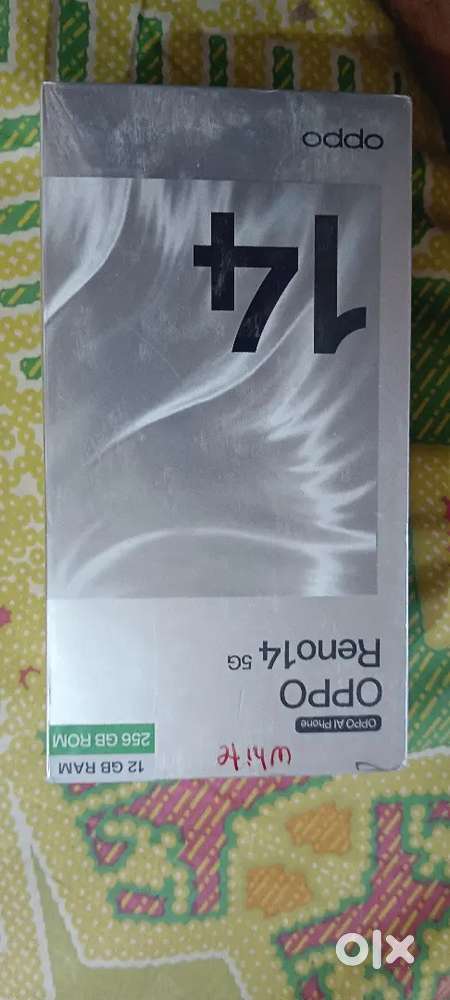 12 GB RAM
256 GB ROM
White
OPPO AI Phone
OPPO
Reno14 5G
14
oppo
olx